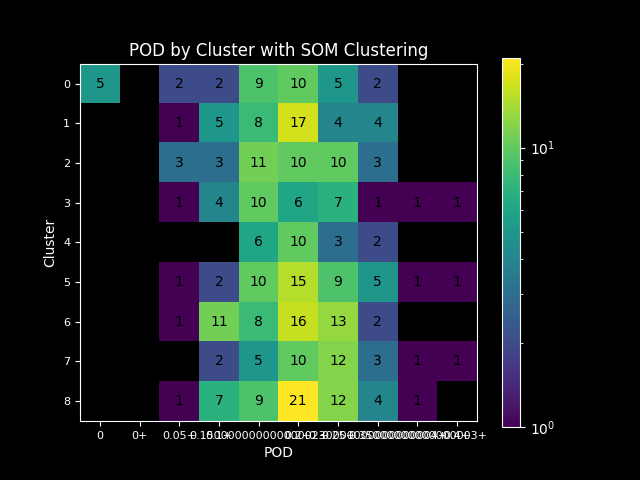 POD by Cluster with SOM Clustering
0 5 2 2 9 10 5 2
1 1 5 8 17 4 4
2 3 3 11 10 10 3
3 1 4 10 6 7 1 1 1
4 6 10 3 2
5 1 2 10 15 9 5 1 1
6 1 11 8 16 13 2
7 2 5 10 12 3 1 1
8 1 7 9 21 12 4 1
Cluster
0 0+ 0.05+
POD
10¹
10⁰